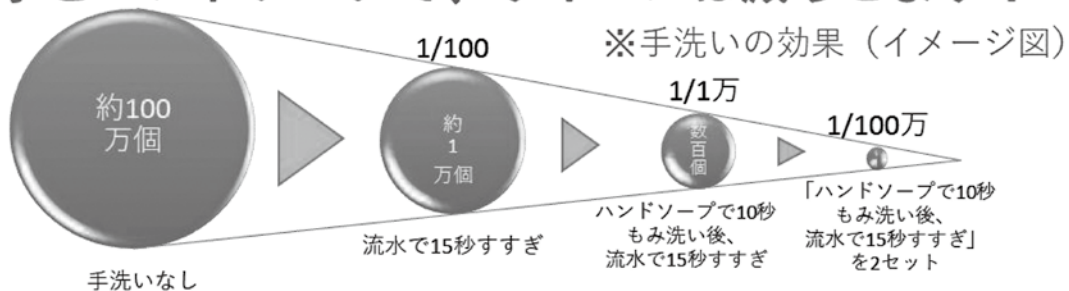 ※手洗いの効果（イメージ図）
1/100
1/1万
1/100万
約100
万個
約
1
万個
数
百
個
手洗いなし
流水で15秒すすぎ
ハンドソープで10秒
もみ洗い後、
流水で15秒すすぎ
「ハンドソープで10秒
もみ洗い後、
流水で15秒すすぎ」
を2セット